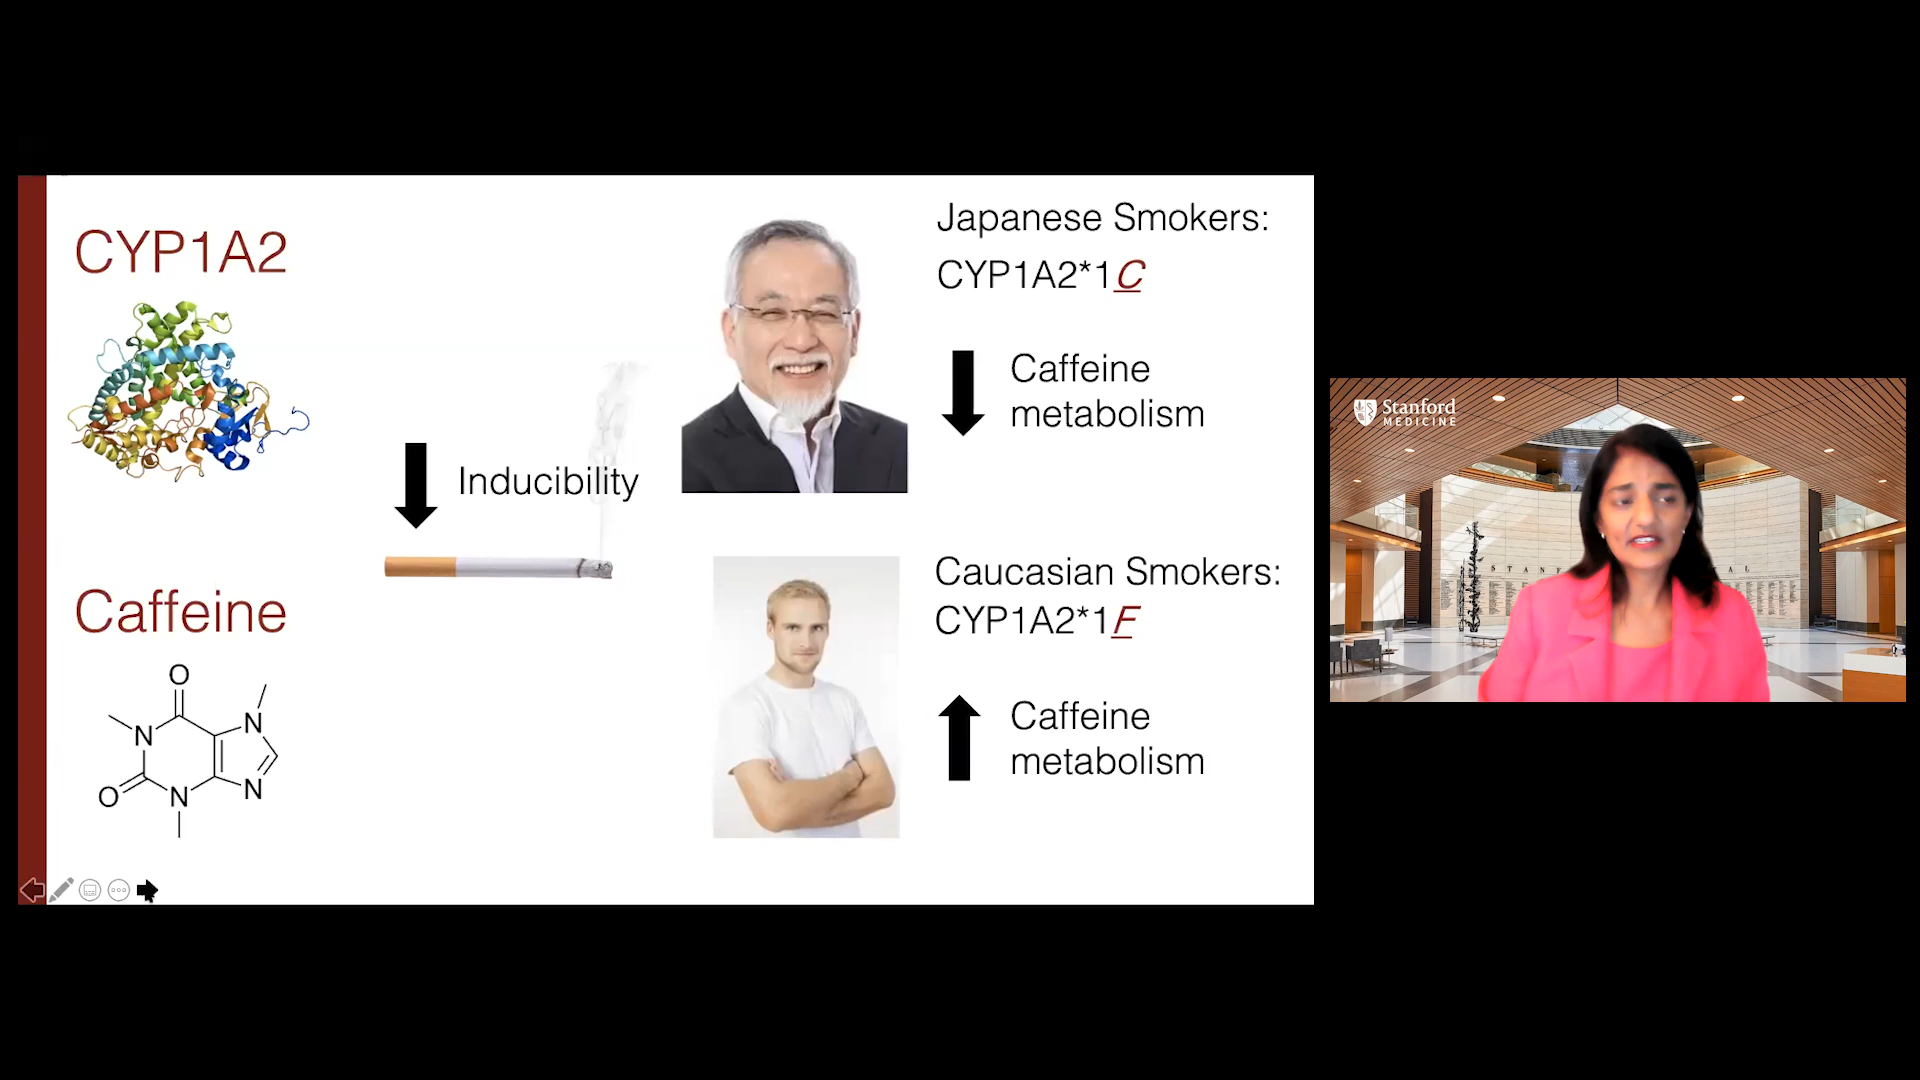 CYP1A2
Caffeine
O
N
N
O
N
N
Inducibility
Japanese Smokers:
CYP1A2*1C
Caffeine
metabolism
Caucasian Smokers:
CYP1A2*1F
Caffeine
metabolism
Stanford
MEDICINE